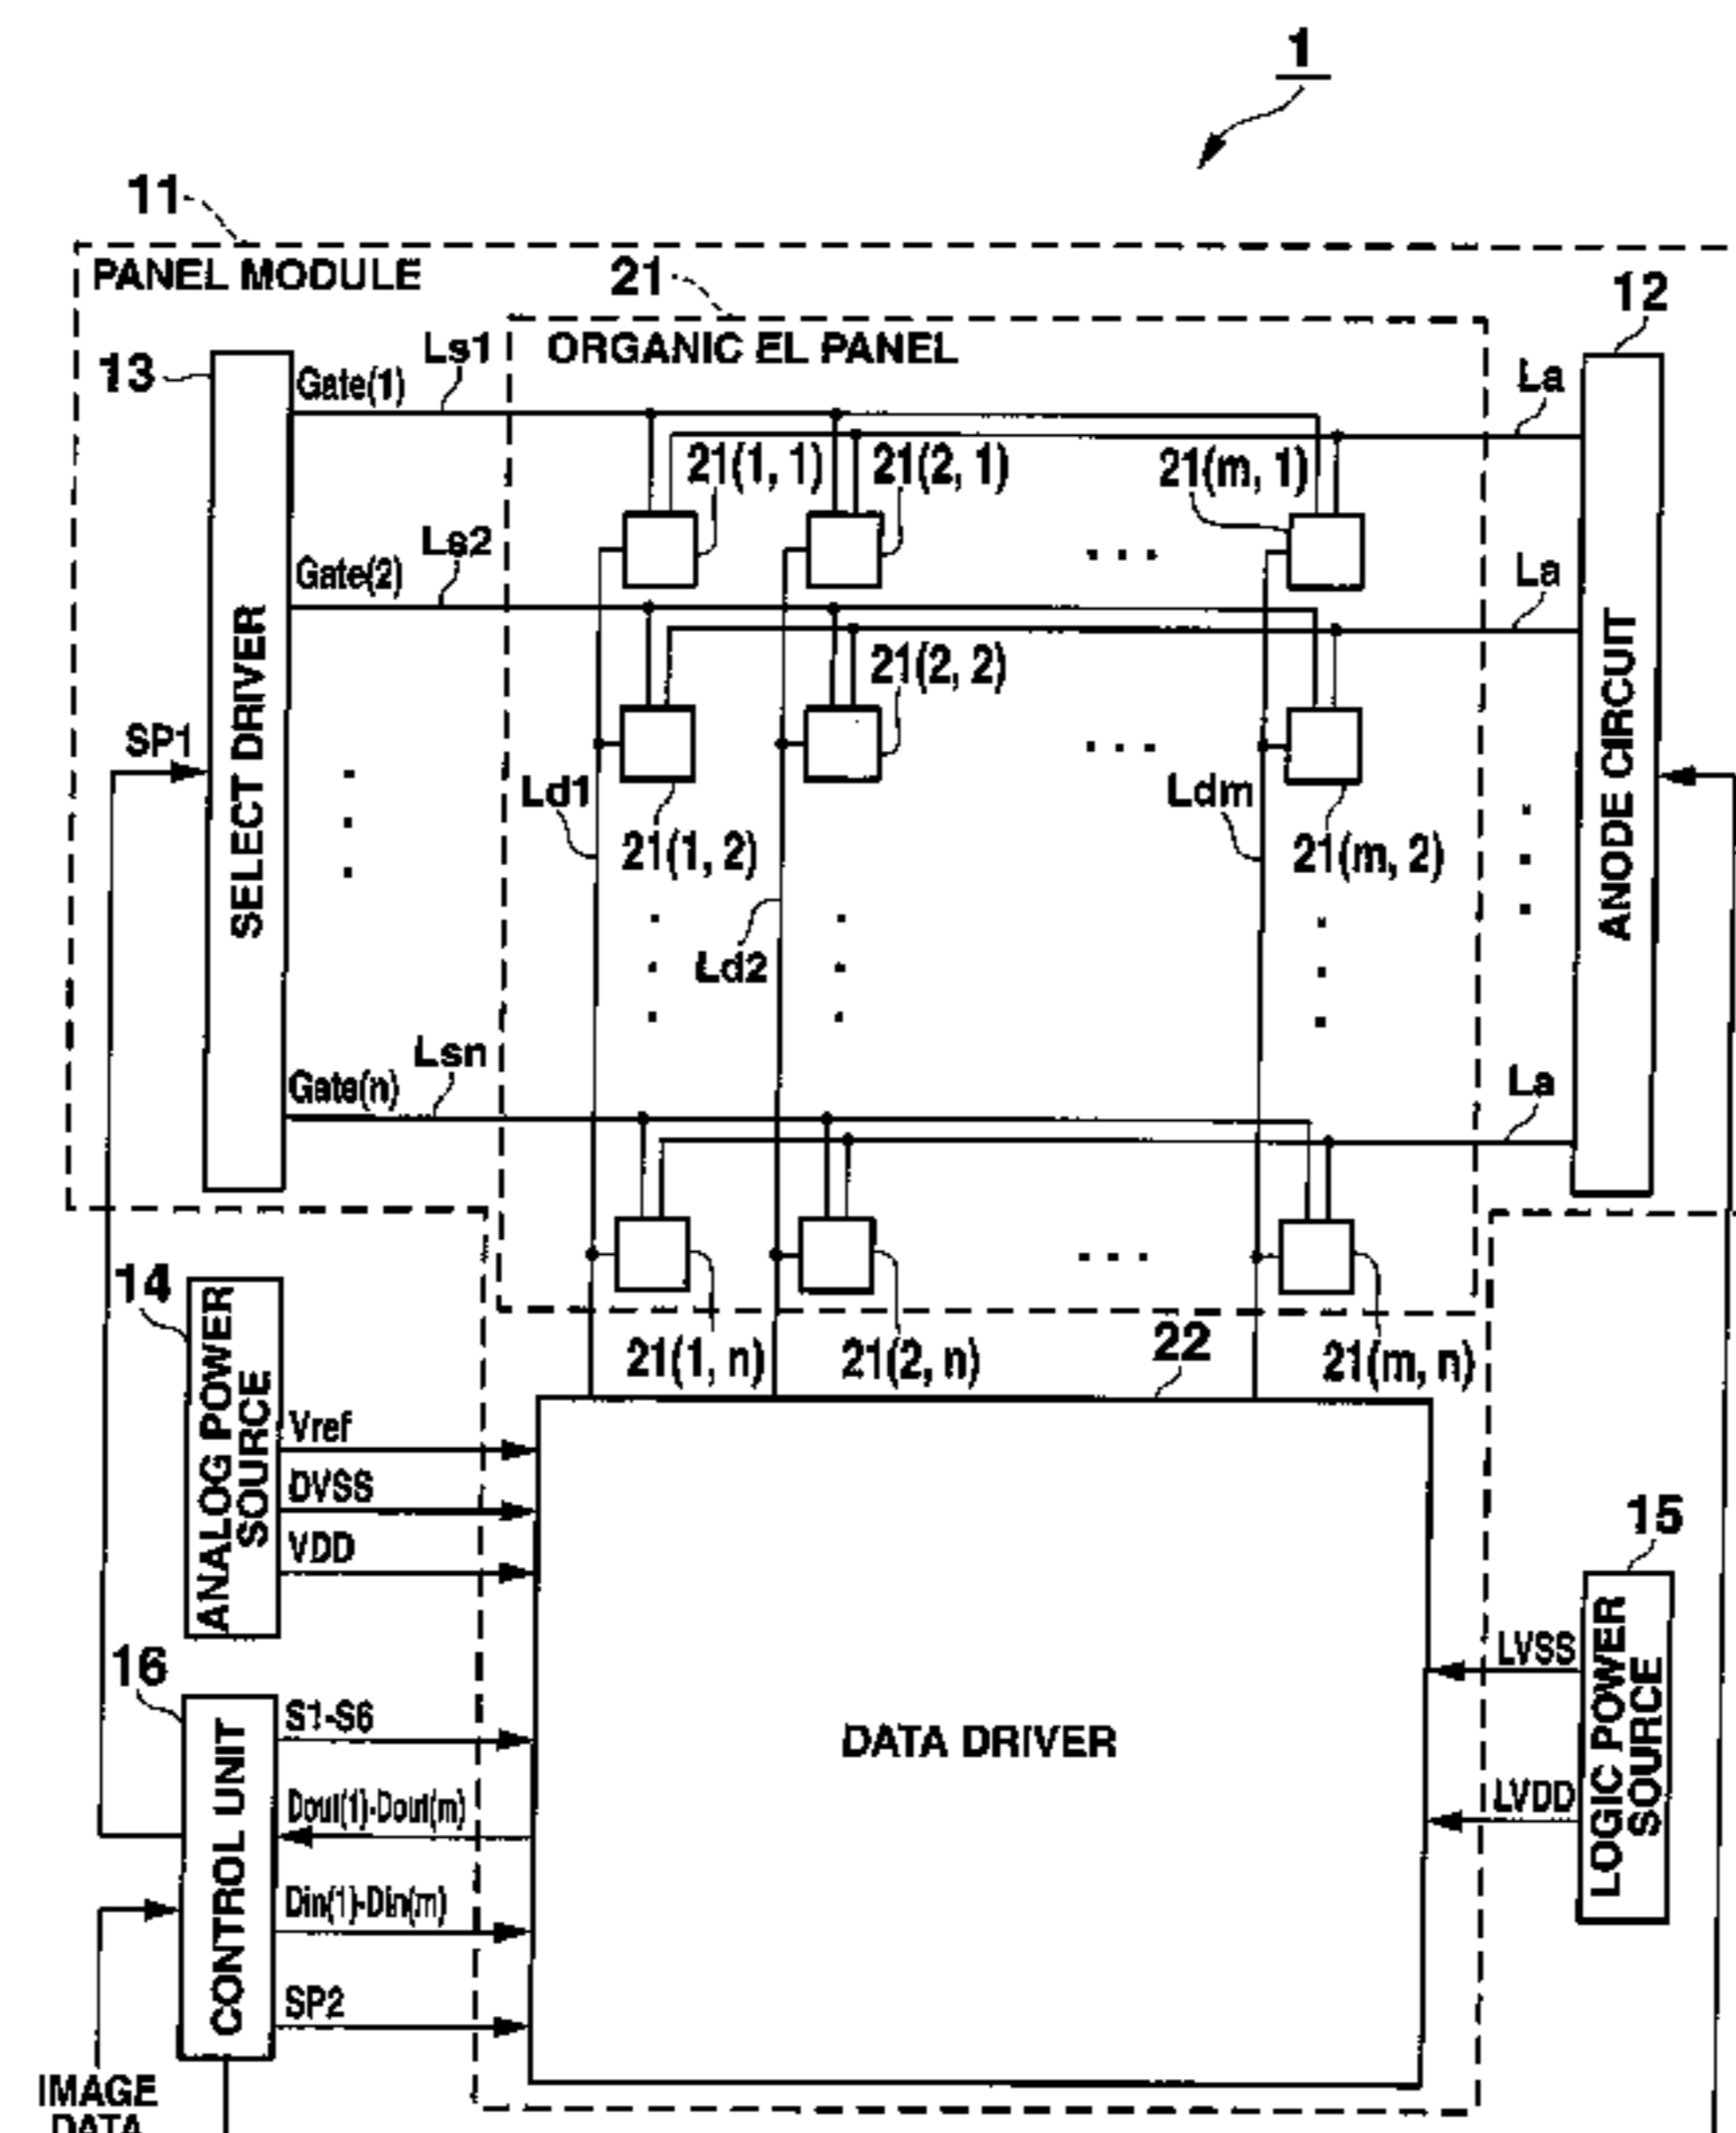 1
11
PANEL MODULE
21
12
13
Gate(1)
Ls1
ORGANIC EL PANEL
La
21(1, 1)
21(2, 1)
21(m, 1)
Gate(2)
Ls2
La
21(2, 2)
SELECT DRIVER
ANODE CIRCUIT
SP1
Ld1
Ldm
21(1, 2)
21(m, 2)
Ld2
Gate(n)
Lsn
La
14
21(1, n)
21(2, n)
22
21(m, n)
ANALOG POWER
SOURCE
Vref
DVSS
VDD
15
16
LOGIC POWER
SOURCE
LVSS
S1-S6
DATA DRIVER
CONTROL UNIT
Dout(1)-Dout(m)
LVDD
Din(1)-Din(m)
SP2
IMAGE
DATA